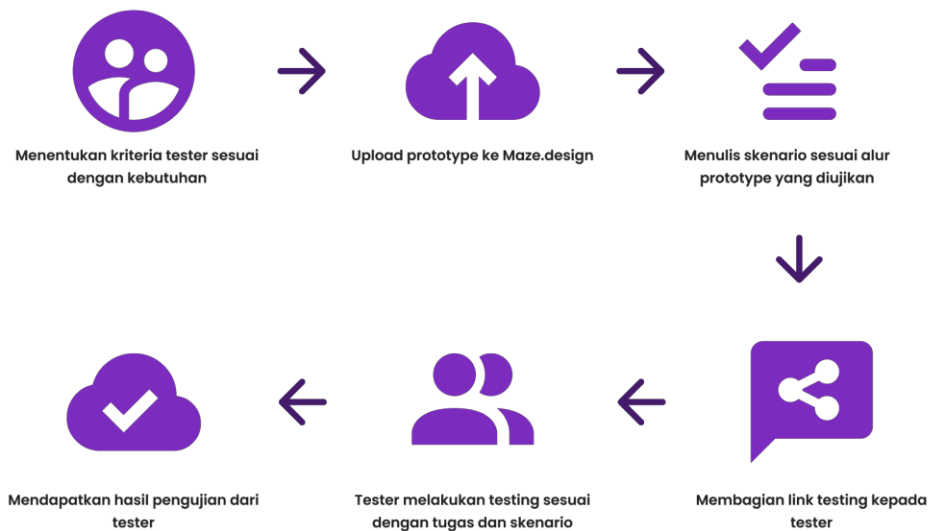 Menentukan kriteria tester sesuai
dengan kebutuhan
Upload prototype ke Maze.design
Menulis skenario sesuai alur
prototype yang diujikan
Membagian link testing kepada
tester
Tester melakukan testing sesuai
dengan tugas dan skenario
Mendapatkan hasil pengujian dari
tester